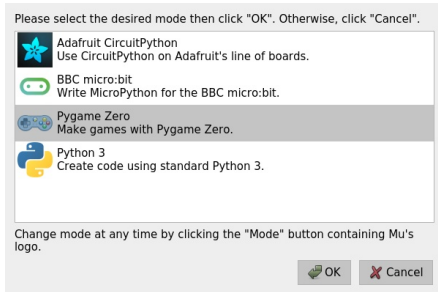 Please select the desired mode then click "OK". Otherwise, click "Cancel".
Adafruit CircuitPython
Use CircuitPython on Adafruit's line of boards.
BBC micro:bit
Write MicroPython for the BBC micro:bit.
Pygame Zero
Make games with Pygame Zero.
Python 3
Create code using standard Python 3.
Change mode at any time by clicking the "Mode" button containing Mu's
logo.
OK Cancel